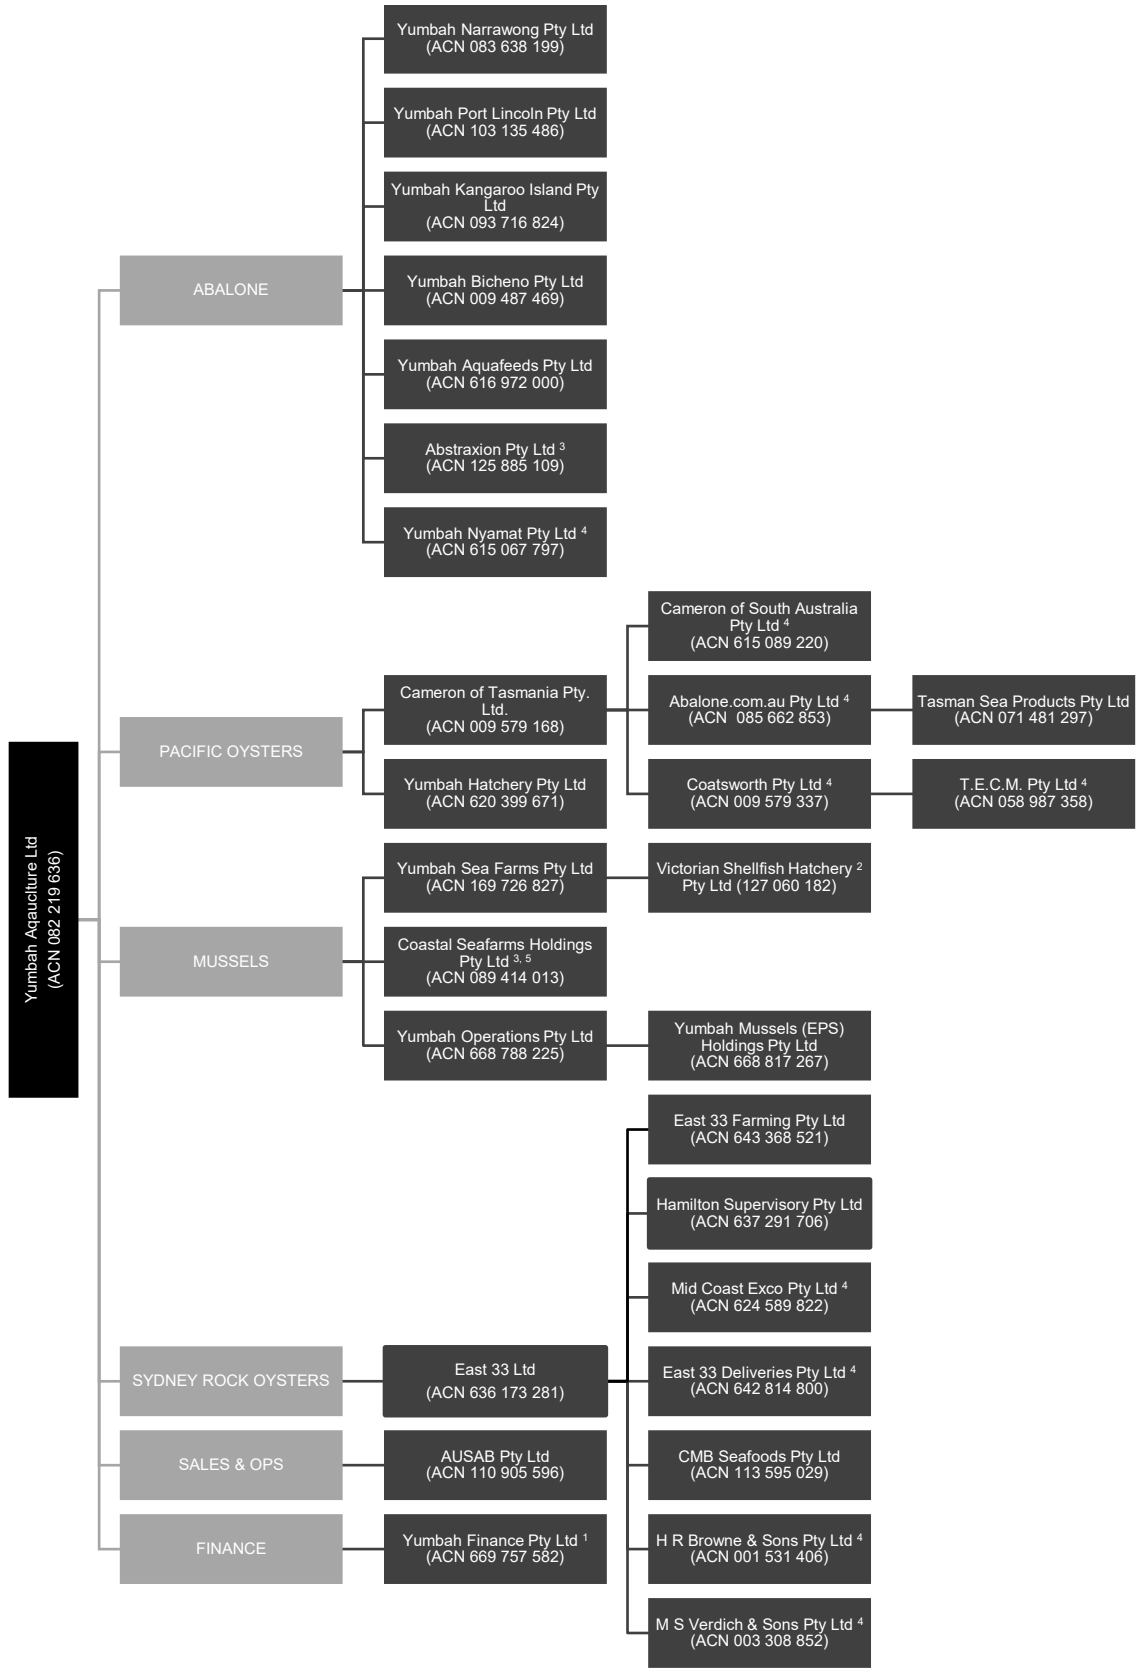 Yumbah Aqauclture Ltd
(ACN 082 219 636)
ABALONE
Yumbah Narrawong Pty Ltd
(ACN 083 638 199)
Yumbah Port Lincoln Pty Ltd
(ACN 103 135 486)
Yumbah Kangaroo Island Pty
Ltd
(ACN 093 716 824)
Yumbah Bicheno Pty Ltd
(ACN 009 487 469)
Yumbah Aquafeeds Pty Ltd
(ACN 616 972 000)
Abstraxion Pty Ltd ³
(ACN 125 885 109)
Yumbah Nyamat Pty Ltd ⁴
(ACN 615 067 797)
PACIFIC OYSTERS
Cameron of Tasmania Pty.
Ltd.
(ACN 009 579 168)
Cameron of South Australia
Pty Ltd ⁴
(ACN 615 089 220)
Abalone.com.au Pty Ltd ⁴
(ACN 085 662 853)
Tasman Sea Products Pty Ltd
(ACN 071 481 297)
Coatsworth Pty Ltd ⁴
(ACN 009 579 337)
T.E.C.M. Pty Ltd ⁴
(ACN 058 987 358)
Yumbah Hatchery Pty Ltd
(ACN 620 399 671)
MUSSELS
Yumbah Sea Farms Pty Ltd
(ACN 169 726 827)
Victorian Shellfish Hatchery ²
Pty Ltd (127 060 182)
Coastal Seafarms Holdings
Pty Ltd ³, ⁵
(ACN 089 414 013)
Yumbah Operations Pty Ltd
(ACN 668 788 225)
Yumbah Mussels (EPS)
Holdings Pty Ltd
(ACN 668 817 267)
SYDNEY ROCK OYSTERS
East 33 Ltd
(ACN 636 173 281)
East 33 Farming Pty Ltd
(ACN 643 368 521)
Hamilton Supervisory Pty Ltd
(ACN 637 291 706)
Mid Coast Exco Pty Ltd ⁴
(ACN 624 589 822)
East 33 Deliveries Pty Ltd ⁴
(ACN 642 814 800)
CMB Seafoods Pty Ltd
(ACN 113 595 029)
H R Browne & Sons Pty Ltd ⁴
(ACN 001 531 406)
M S Verdich & Sons Pty Ltd ⁴
(ACN 003 308 852)
SALES & OPS
AUSAB Pty Ltd
(ACN 110 905 596)
FINANCE
Yumbah Finance Pty Ltd ¹
(ACN 669 757 582)